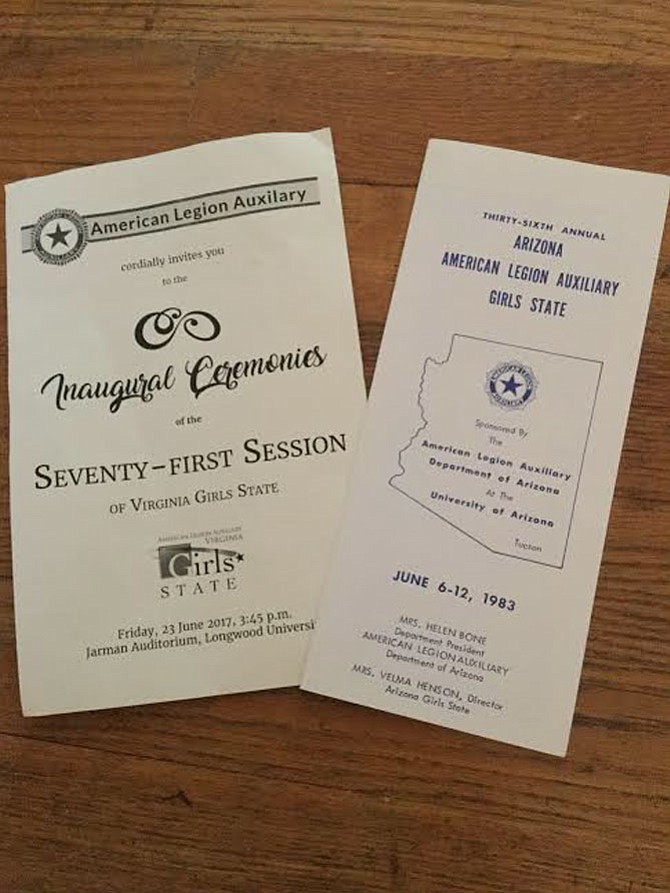 American Legion Auxilary
cordially invites you
to the
Inaugural Ceremonies
of the
SEVENTY-FIRST SESSION
OF VIRGINIA GIRLS STATE
AMERICAN LEGION AUXILIARY
VIRGINIA
Girls
STATE
Friday, 23 June 2017, 3:45 p.m.
Jarman Auditorium, Longwood Universi
THIRTY-SIXTH ANNUAL
ARIZONA
AMERICAN LEGION AUXILIARY
GIRLS STATE
Sponsored By
The
American Legion Auxiliary
Department of Arizona
At The
University of Arizona
Tucson
JUNE 6-12, 1983
MRS. HELEN BONE
Department President
AMERICAN LEGION AUXILIARY
Department of Arizona
MRS. VELMA HENSON, Director
Arizona Girls State